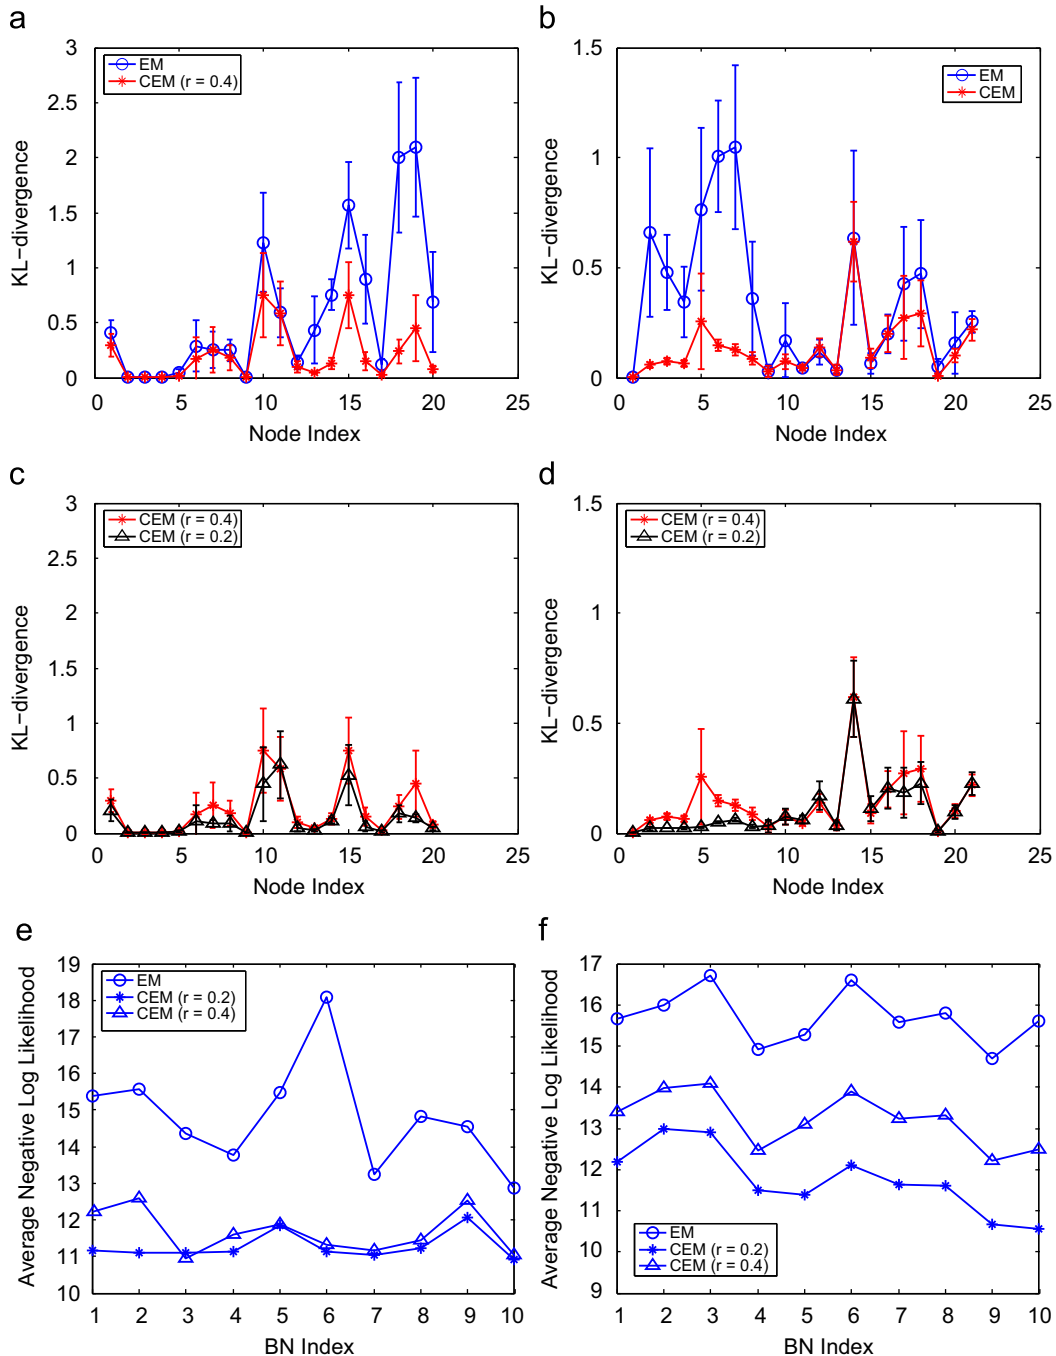 a
3
2.5
2
1.5
1
0.5
0
0
5
10
15
20
25
KL-divergence
Node Index
EM
CEM (r = 0.4)
b
1.5
1
0.5
0
0
5
10
15
20
25
KL-divergence
Node Index
EM
CEM
c
3
2.5
2
1.5
1
0.5
0
0
5
10
15
20
25
KL-divergence
Node Index
CEM (r = 0.4)
CEM (r = 0.2)
d
1.5
1
0.5
0
0
5
10
15
20
25
KL-divergence
Node Index
CEM (r = 0.4)
CEM (r = 0.2)
e
19
18
17
16
15
14
13
12
11
10
1
2
3
4
5
6
7
8
9
10
Average Negative Log Likelihood
BN Index
EM
CEM (r = 0.2)
CEM (r = 0.4)
f
17
16
15
14
13
12
11
10
9
1
2
3
4
5
6
7
8
9
10
Average Negative Log Likelihood
BN Index
EM
CEM (r = 0.2)
CEM (r = 0.4)